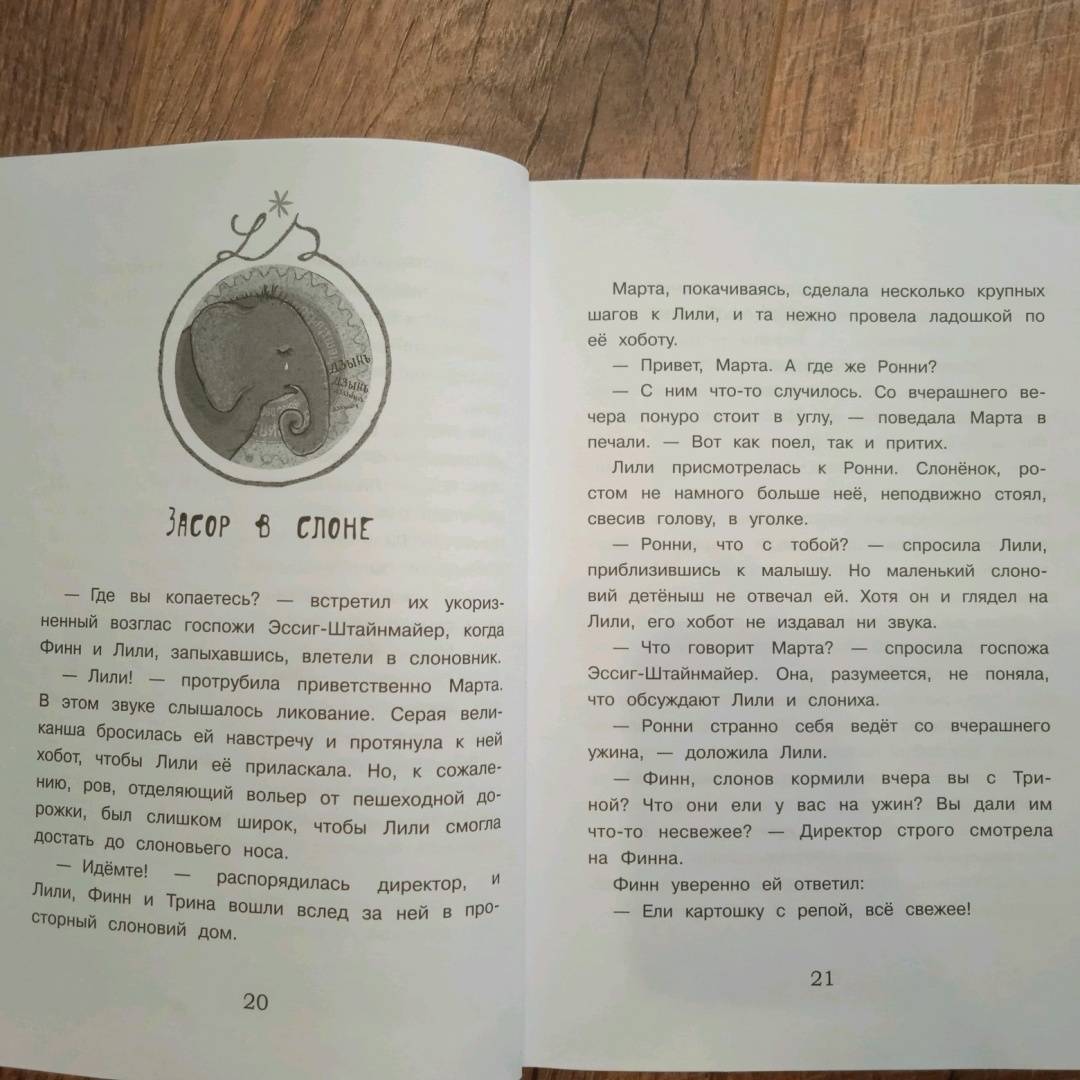 ДЗЫНЬ
ДЗЫНЬ
ЗАСОР В СЛОНЕ
— Где вы копаетесь? — встретил их укориз-
ненный возглас госпожи Эссиг-Штайнмайер, когда
Финн и Лили, запыхавшись, влетели в слоновник.
— Лили! — протрубила приветственно Марта.
В этом звуке слышалось ликование. Серая вели-
канша бросилась ей навстречу и протянула к ней
хобот, чтобы Лили её приласкала. Но, к сожале-
нию, ров, отделяющий вольер от пешеходной до-
рожки, был слишком широк, чтобы Лили смогла
достать до слоновьего носа.
— Идёмте! — распорядилась директор, и
Лили, Финн и Трина вошли вслед за ней в про-
сторный слоновий дом.
20
Марта, покачиваясь, сделала несколько крупных
шагов к Лили, и та нежно провела ладошкой по
её хоботу.
— Привет, Марта. А где же Ронни?
— С ним что-то случилось. Со вчерашнего ве-
чера понуро стоит в углу, — поведала Марта в
печали. — Вот как поел, так и притих.
Лили присмотрелась к Ронни. Слонёнок, ро-
стом не намного больше неё, неподвижно стоял,
свесив голову, в уголке.
— Ронни, что с тобой? — спросила Лили,
приблизившись к малышу. Но маленький слоно-
вий детёныш не отвечал ей. Хотя он и глядел на
Лили, его хобот не издавал ни звука.
— Что говорит Марта? — спросила госпожа
Эссиг-Штайнмайер. Она, разумеется, не поняла,
что обсуждают Лили и слониха.
— Ронни странно себя ведёт со вчерашнего
ужина, — доложила Лили.
— Финн, слонов кормили вчера вы с Три-
ной? Что они ели у вас на ужин? Вы дали им
что-то несвежее? — Директор строго смотрела
на Финна.
Финн уверенно ей ответил:
— Ели картошку с репой, всё свежее!
21